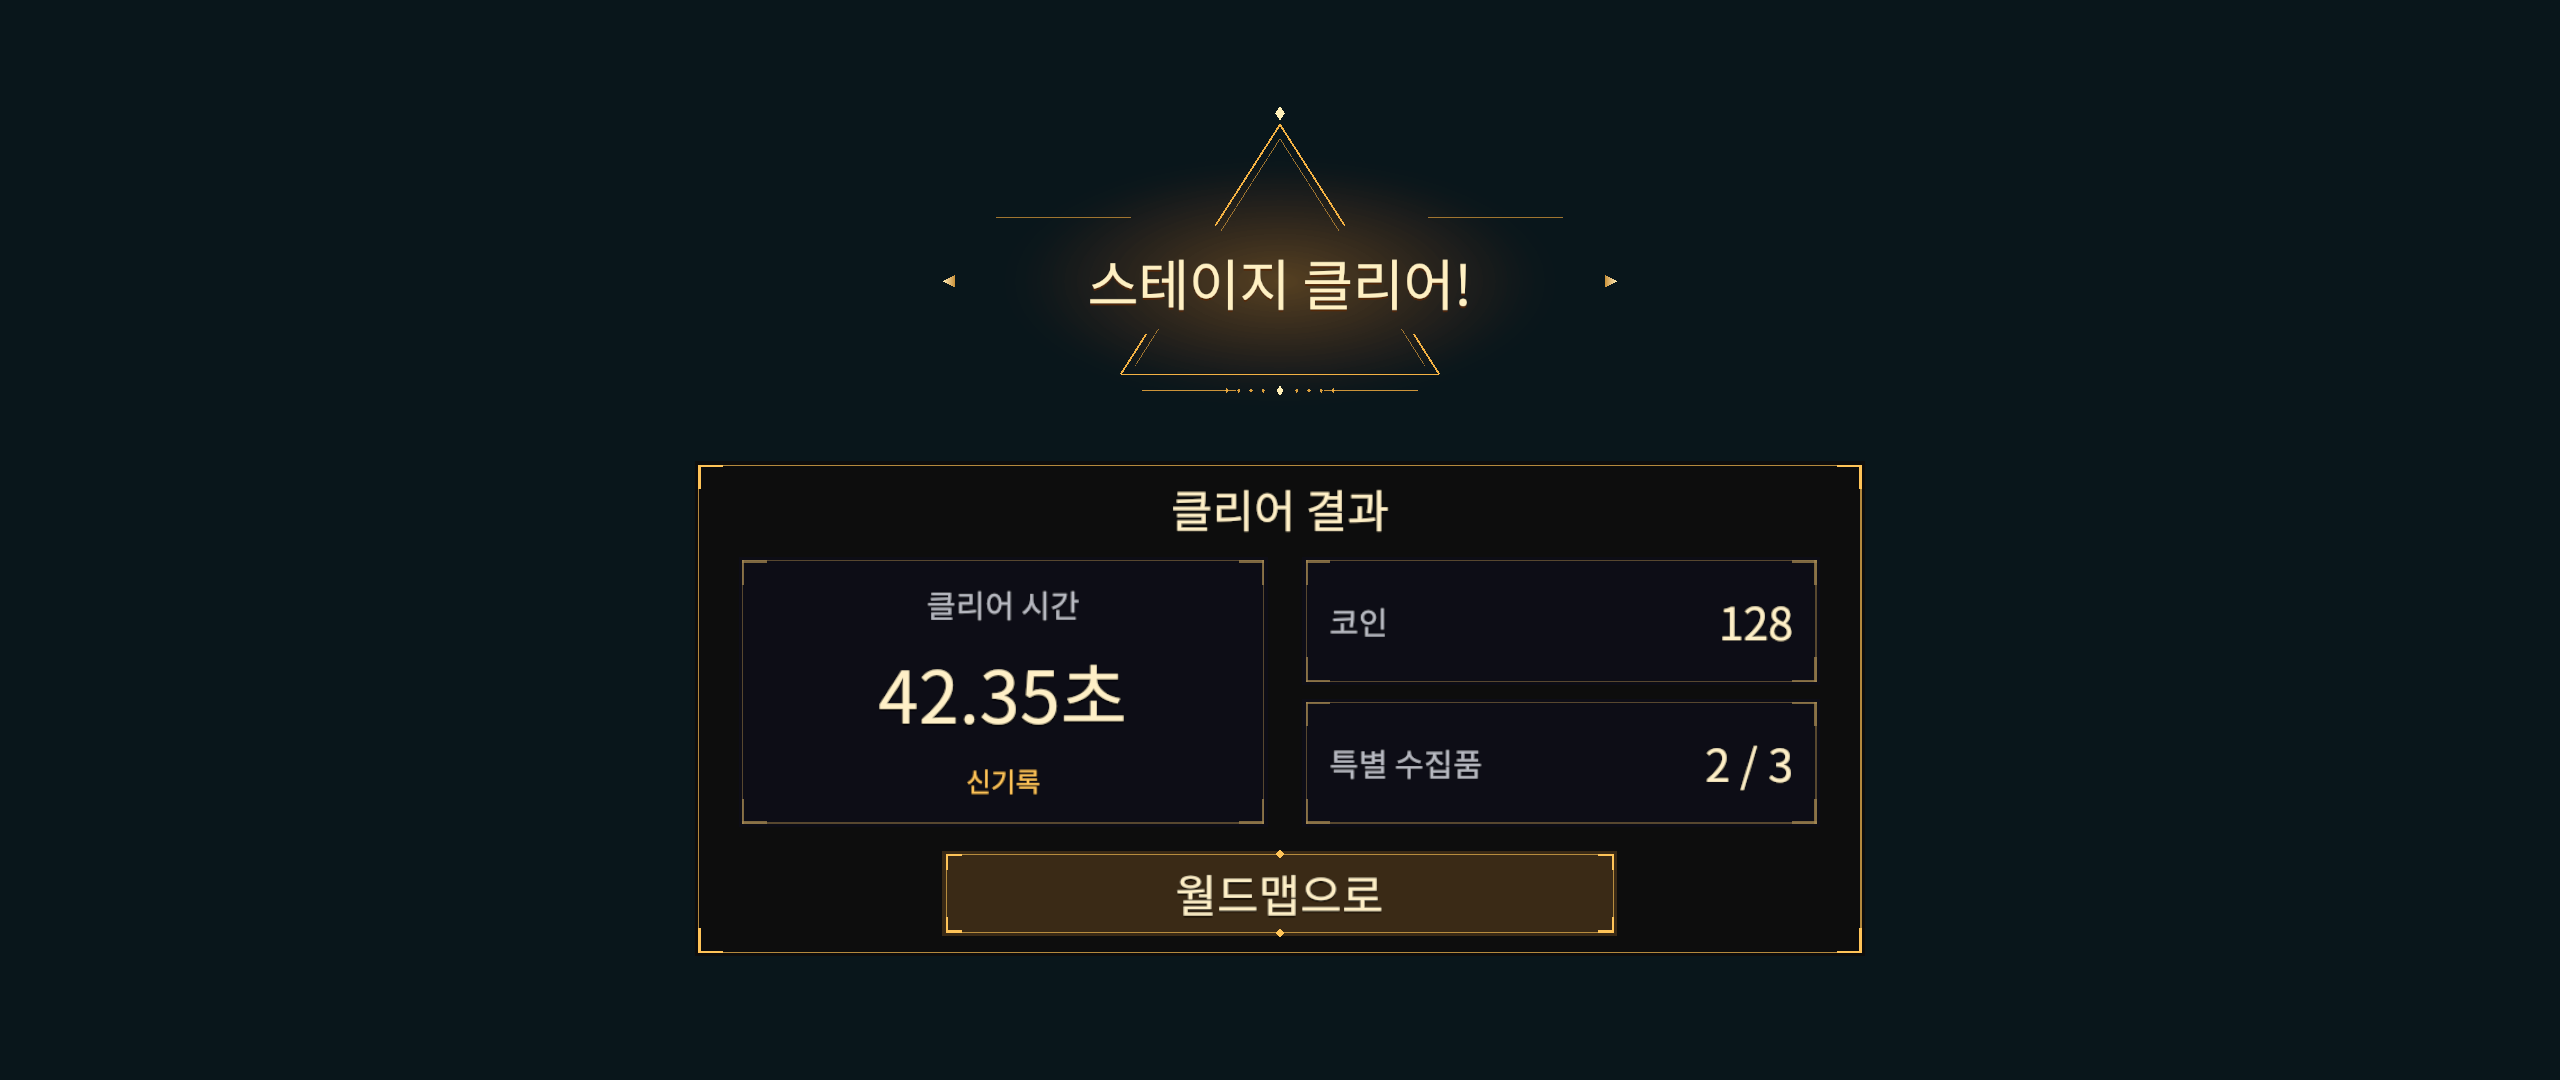 스테이지 클리어!
클리어 결과
클리어 시간
42.35초
신기록
코인 128
특별 수집품 2 / 3
월드맵으로